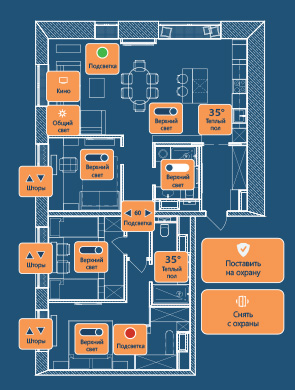 Подсветка
Кино
Общий
свет
Верхний
свет
35°
Теплый
пол
Верхний
свет
Верхний
свет
Шторы
60
Подсветка
Верхний
свет
35°
Теплый
пол
Шторы
Поставить
на охрану
Снять
с охраны
Шторы
Верхний
свет
Подсветка